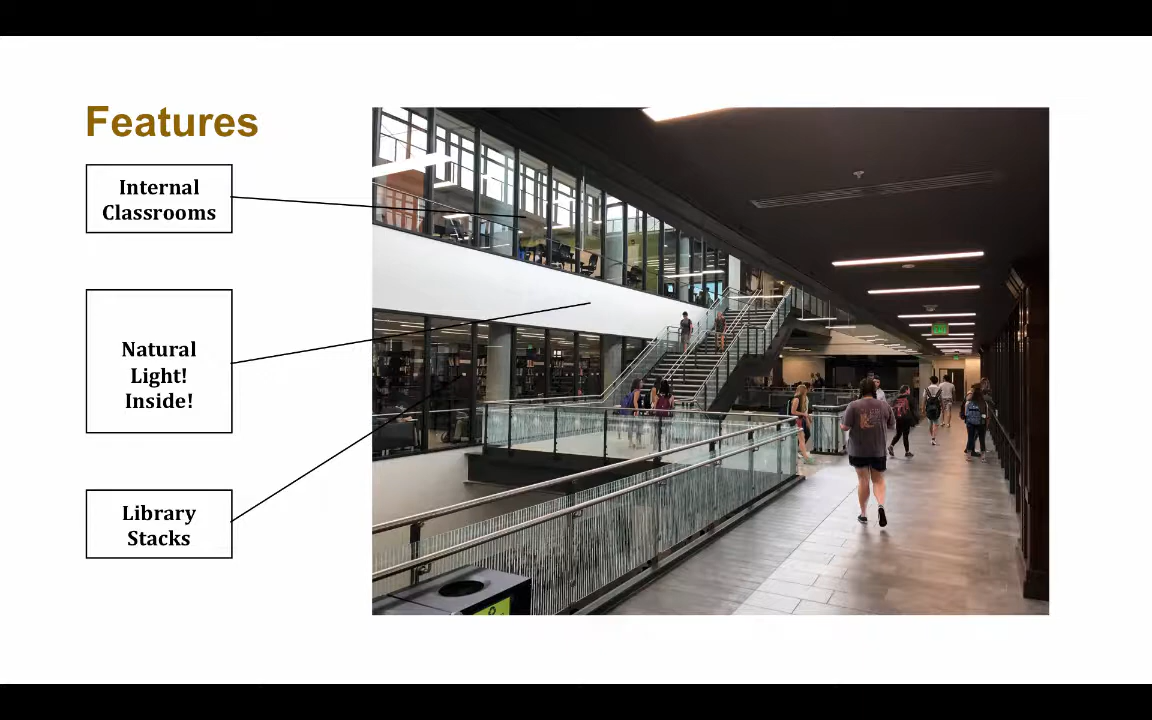 Features
Internal
Classrooms
Natural
Light!
Inside!
Library
Stacks